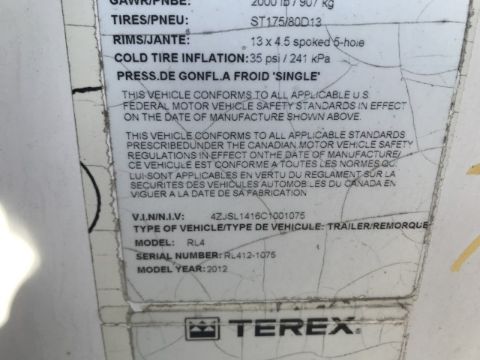 GAWR/PNBE: 2000 lb / 907 kg
TIRES/PNEU: ST175/80D13
RIMS/JANTE: 13 x 4.5 spoked 5-hole
COLD TIRE INFLATION: 35 psi / 241 kPa
PRESS.DE GONFL.A FROID 'SINGLE'
THIS VEHICLE CONFORMS TO ALL APPLICABLE U.S.
FEDERAL MOTOR VEHICLE SAFETY STANDARDS IN EFFECT
ON THE DATE OF MANUFACTURE SHOWN ABOVE.
THIS VEHICLE CONFORMS TO ALL APPLICABLE STANDARDS
PRESCRIBEDUNDER THE CANADIAN MOTOR VEHICLE SAFETY
REGULATIONS IN EFFECT ON THE DATE OF MANUFACTURE/
CE VEHICULE EST CONFORME A TOUTES LES NORMES QC.
LUI-SONT APPLICABLES EN VERTU DU REGLAMENT SUR LA
SECURITES DES VEHICULES AUTOMOBILES DU CANADA EN
VIGUER A LA DATE DE SA FABRICATION
V.I.N/N.I.V: 4ZJSL1416C1001075
TYPE OF VEHICLE/TYPE DE VEHICULE: TRAILER/REMORQUE
MODEL: RL4
SERIAL NUMBER: RL412-1075
MODEL YEAR: 2012
TEREX